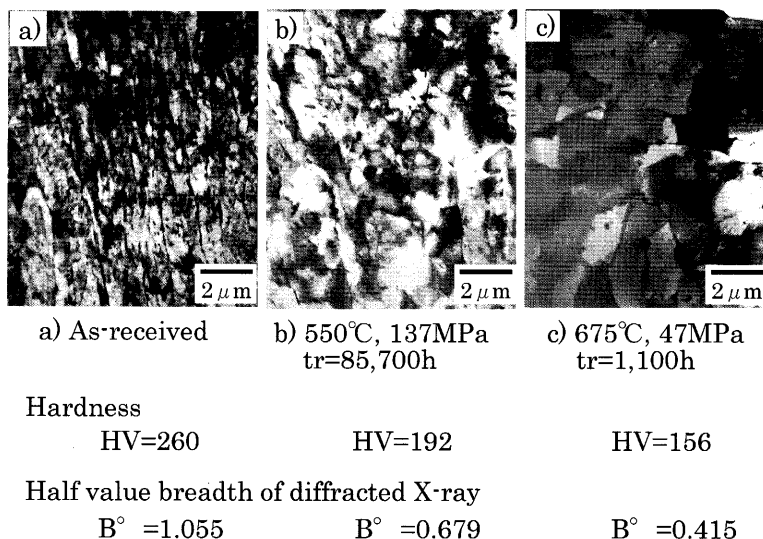 a)
b)
c)
2 μm
2 μm
2 μm
a) As-received
b) 550℃, 137MPa
tr=85,700h
c) 675℃, 47MPa
tr=1,100h
Hardness
HV=260 HV=192 HV=156
Half value breadth of diffracted X-ray
B° =1.055 B° =0.679 B° =0.415